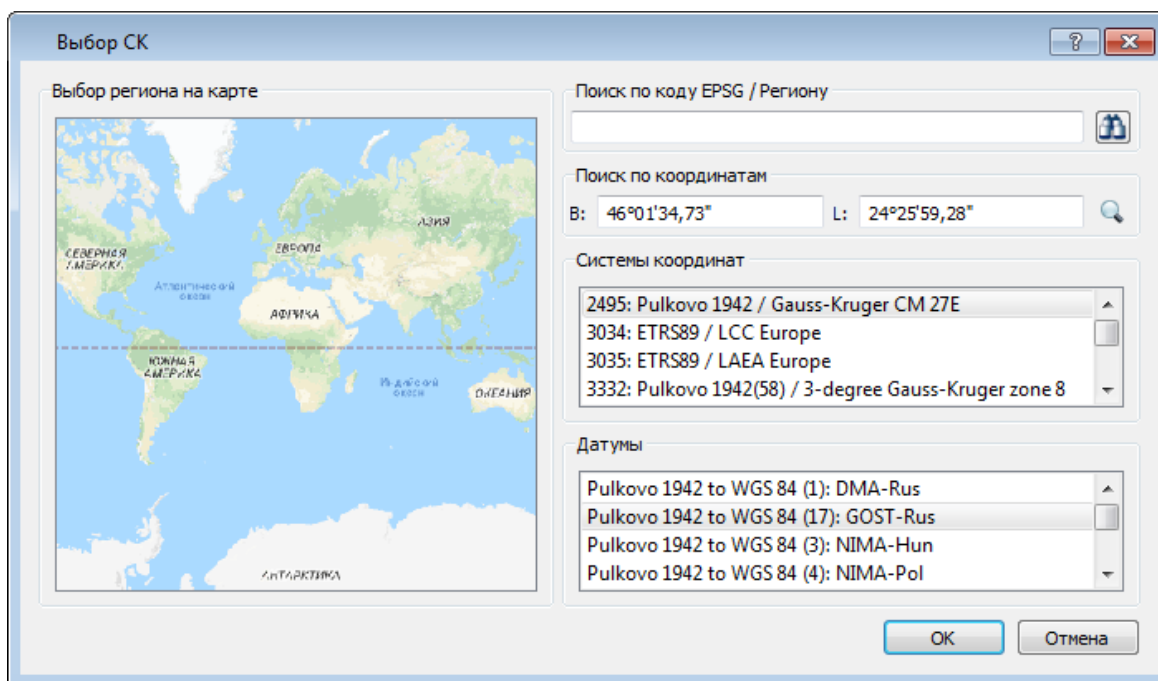 Выбор СК
Выбор региона на карте
АЗИЯ
ЕВРОПА
СЕВЕРНАЯ
АМЕРИКА
Атлантический
океан
АФРИКА
ЮЖНАЯ
АМЕРИКА
Индийский
океан
ОКЕАНИЯ
АНТАРКТИКА
Поиск по коду EPSG / Региону
Поиск по координатам
B: 46°01'34,73" L: 24°25'59,28"
Системы координат
2495: Pulkovo 1942 / Gauss-Kruger CM 27E
3034: ETRS89 / LCC Europe
3035: ETRS89 / LAEA Europe
3332: Pulkovo 1942(58) / 3-degree Gauss-Kruger zone 8
Датумы
Pulkovo 1942 to WGS 84 (1): DMA-Rus
Pulkovo 1942 to WGS 84 (17): GOST-Rus
Pulkovo 1942 to WGS 84 (3): NIMA-Hun
Pulkovo 1942 to WGS 84 (4): NIMA-Pol
OK Отмена